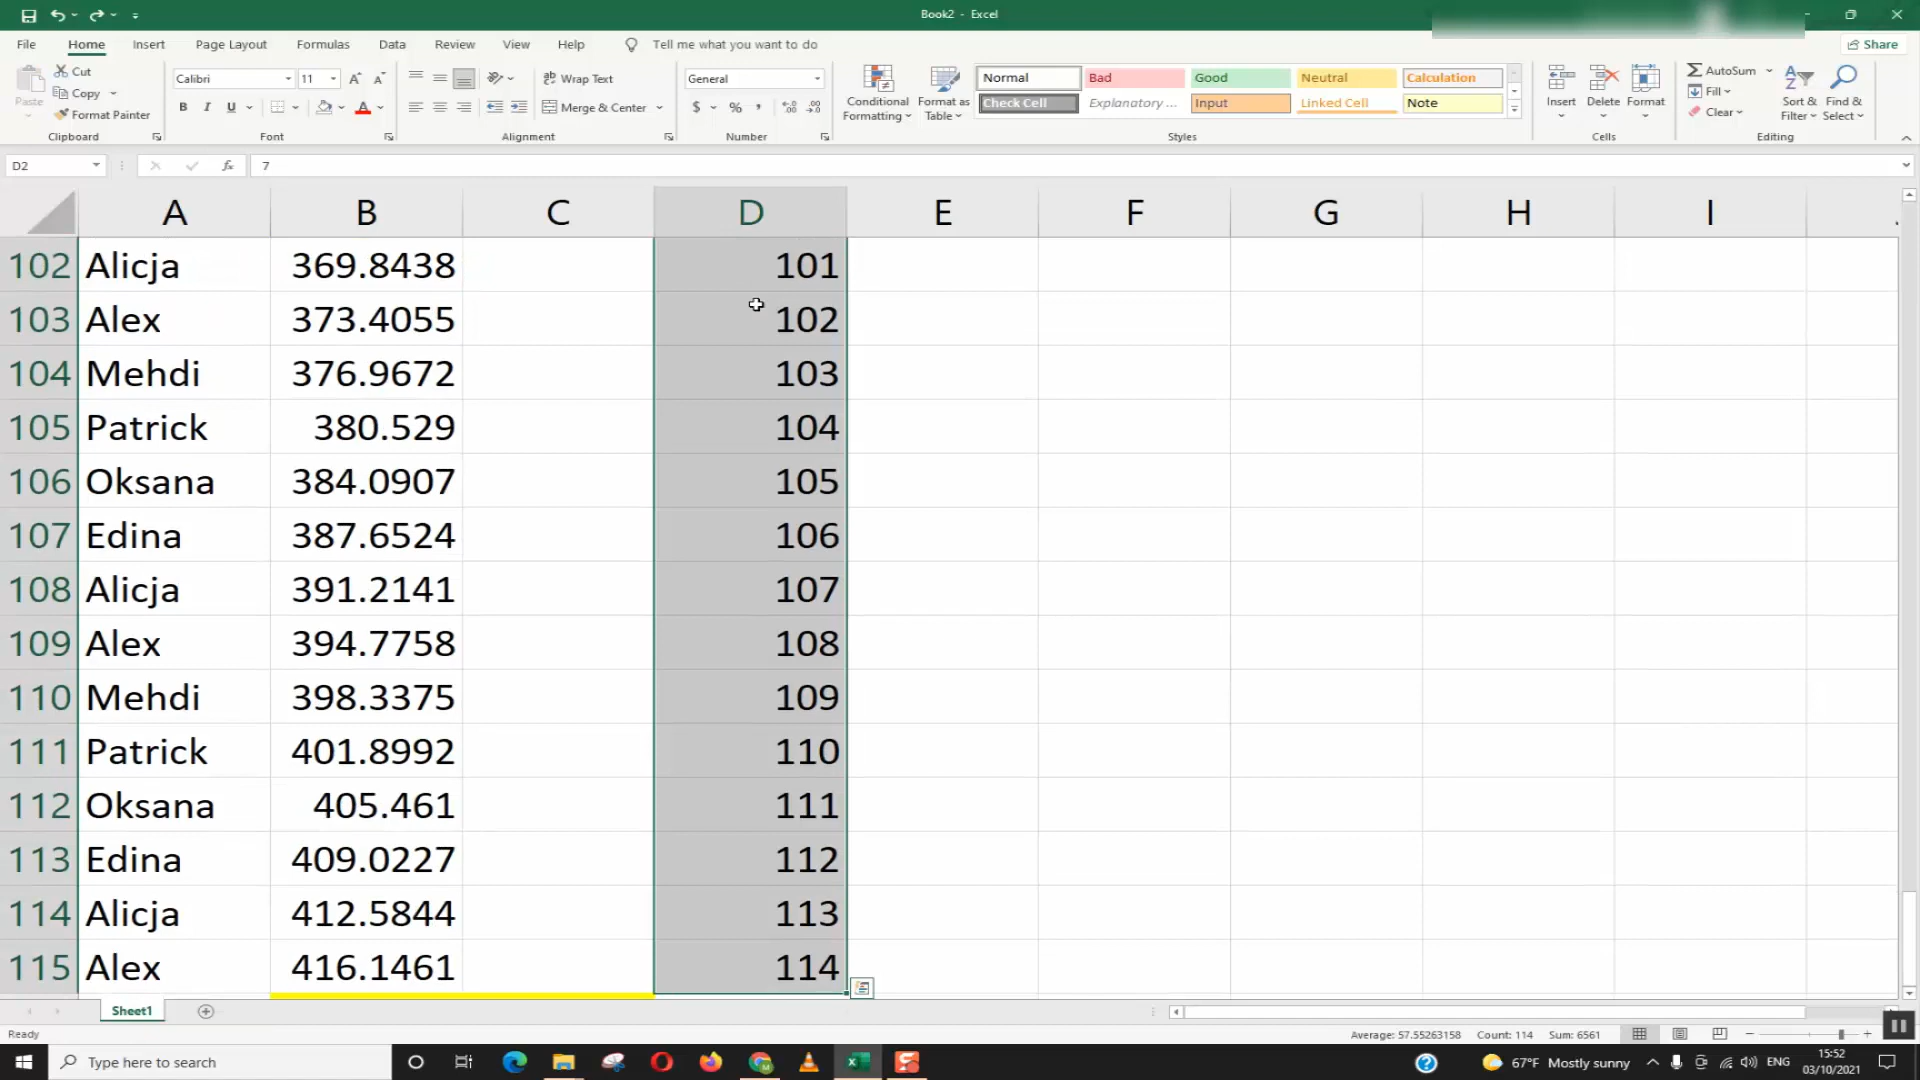 Book2 - Excel
File Home Insert Page Layout Formulas Data Review View Help Tell me what you want to do Share
Paste Cut Copy Format Painter Clipboard
Calibri 11 A A B I U A Font
Wrap Text Merge & Center Alignment
General $ % , Number
Conditional Formatting Format as Table
Normal Bad Good Neutral Calculation
Check Cell Explanatory ... Input Linked Cell Note
Styles
Insert Delete Format Cells
AutoSum Fill Clear Sort & Filter Find & Select Editing
D2 fx 7
A B C D E F G H I
102 Alicja 369.8438 101
103 Alex 373.4055 102
104 Mehdi 376.9672 103
105 Patrick 380.529 104
106 Oksana 384.0907 105
107 Edina 387.6524 106
108 Alicja 391.2141 107
109 Alex 394.7758 108
110 Mehdi 398.3375 109
111 Patrick 401.8992 110
112 Oksana 405.461 111
113 Edina 409.0227 112
114 Alicja 412.5844 113
115 Alex 416.1461 114
Sheet1
Ready Average: 57.55263158 Count: 114 Sum: 6561
Type here to search 67°F Mostly sunny ENG 15:52
03/10/2021